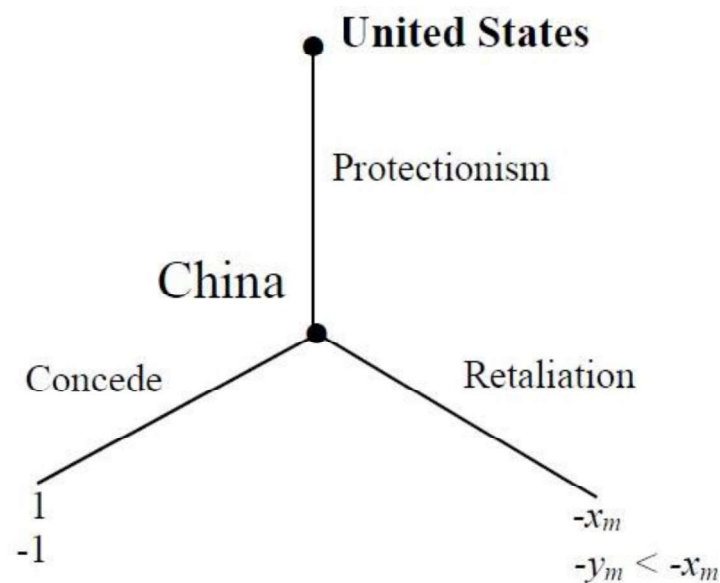 United States
Protectionism
China
Concede
Retaliation
1
-1
-xₘ
-yₘ < -xₘ